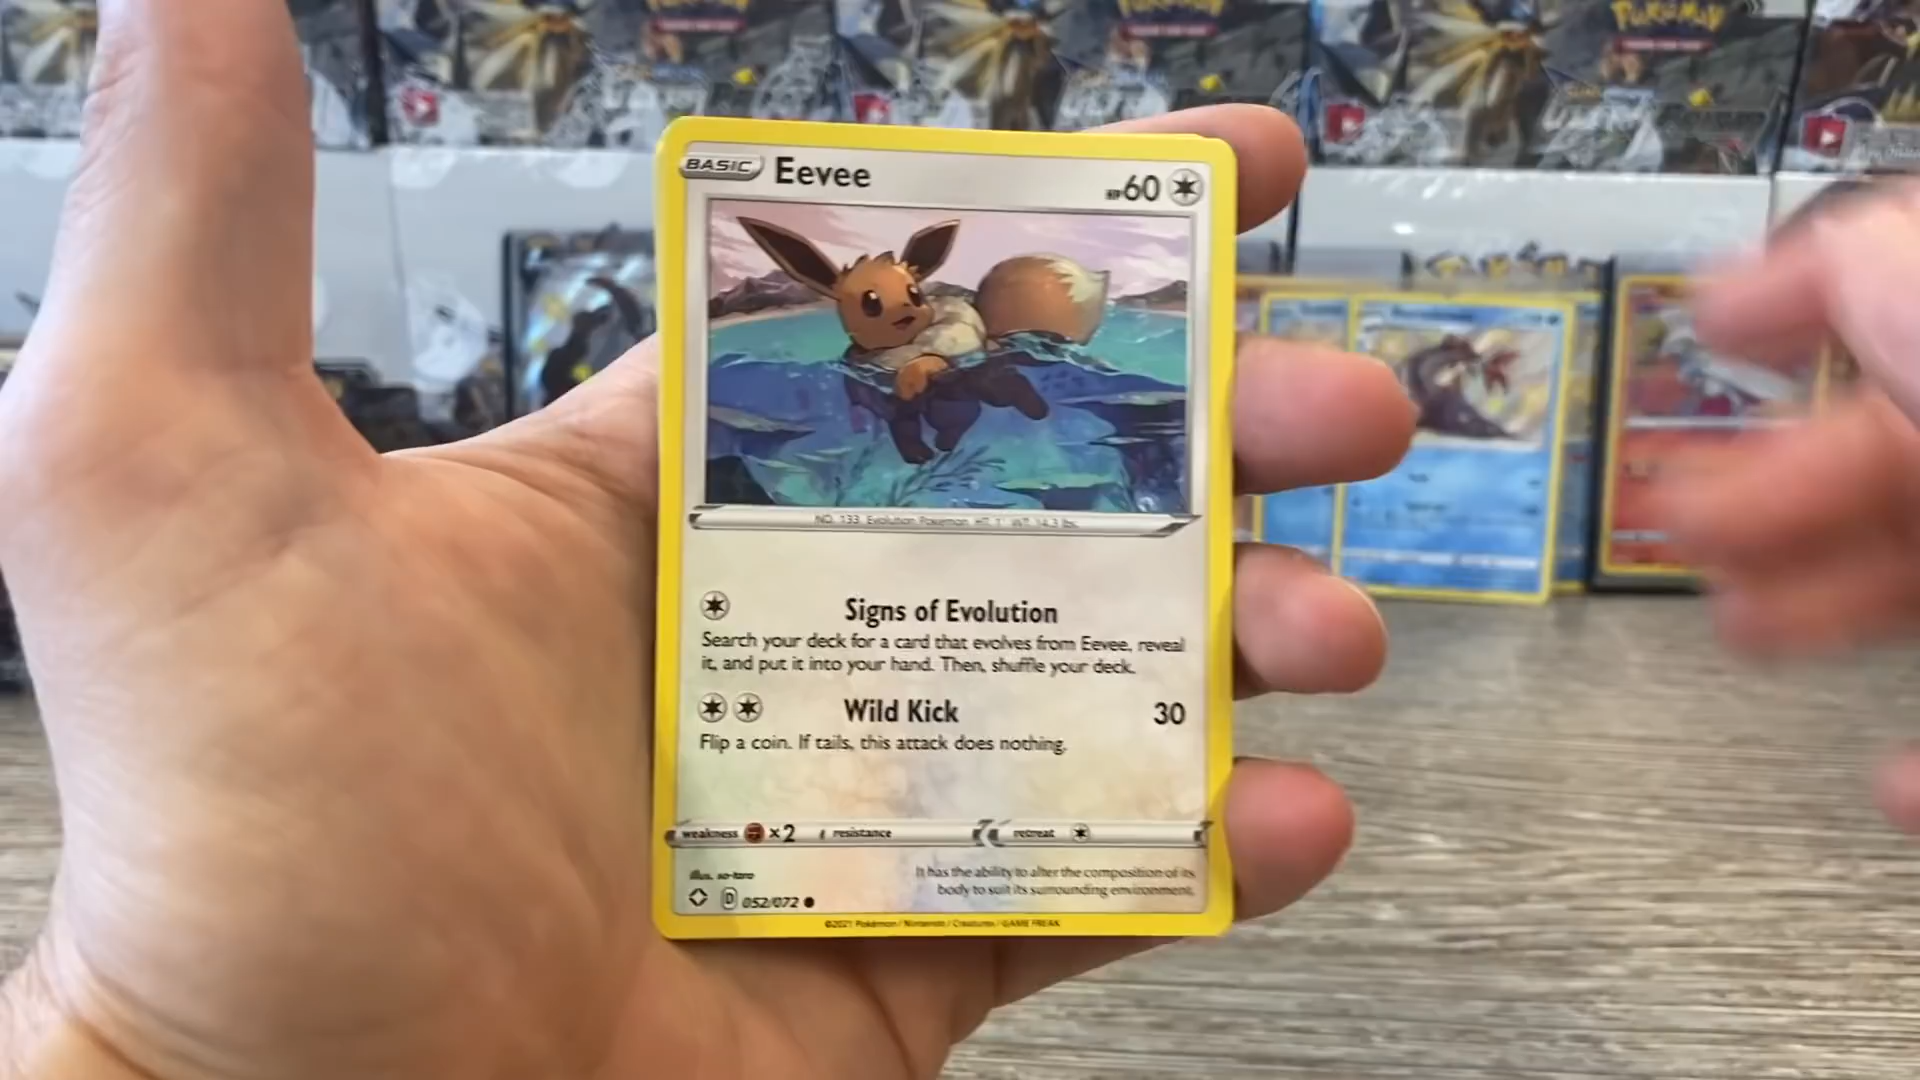 POKéMON
BASIC Eevee HP60
NO. 133 Evolution Pokémon HT: 1' WT: 14.3 lbs.
Signs of Evolution
Search your deck for a card that evolves from Eevee, reveal
it, and put it into your hand. Then, shuffle your deck.
Wild Kick 30
Flip a coin. If tails, this attack does nothing.
weakness ×2 resistance retreat
illus. so-taro
It has the ability to alter the composition of its
body to suit its surrounding environment.
D 052/072
©2021 Pokémon / Nintendo / Creatures / GAME FREAK